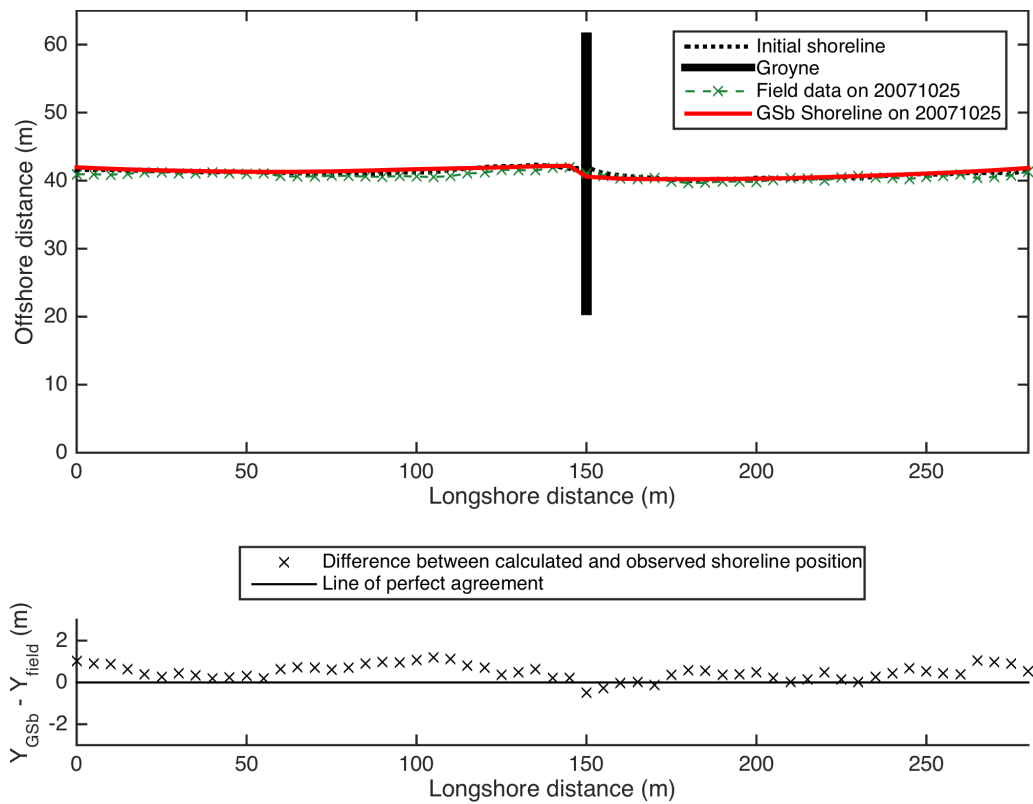 60
50
40
30
20
10
0
Offshore distance (m)
Initial shoreline
Groyne
Field data on 20071025
GSb Shoreline on 20071025
0 50 100 150 200 250
Longshore distance (m)
Difference between calculated and observed shoreline position
Line of perfect agreement
Y_GSb - Y_field (m)
2
0
-2
0 50 100 150 200 250
Longshore distance (m)